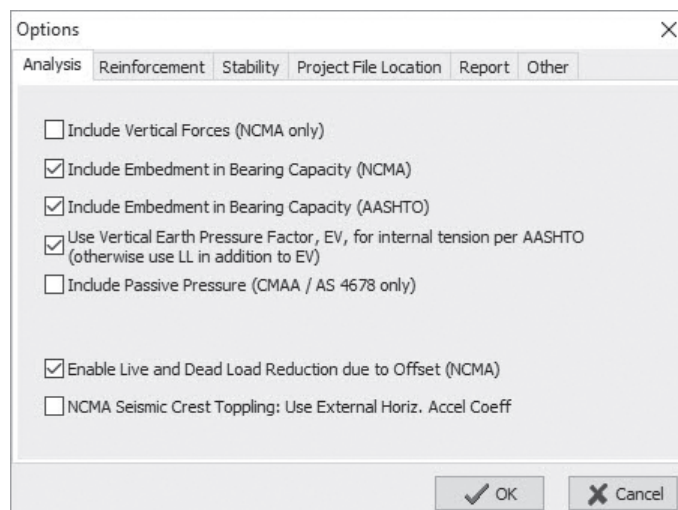 Options
Analysis Reinforcement Stability Project File Location Report Other
Include Vertical Forces (NCMA only)
Include Embedment in Bearing Capacity (NCMA)
Include Embedment in Bearing Capacity (AASHTO)
Use Vertical Earth Pressure Factor, EV, for internal tension per AASHTO
(otherwise use LL in addition to EV)
Include Passive Pressure (CMAA / AS 4678 only)
Enable Live and Dead Load Reduction due to Offset (NCMA)
NCMA Seismic Crest Toppling: Use External Horiz. Accel Coeff
OK Cancel